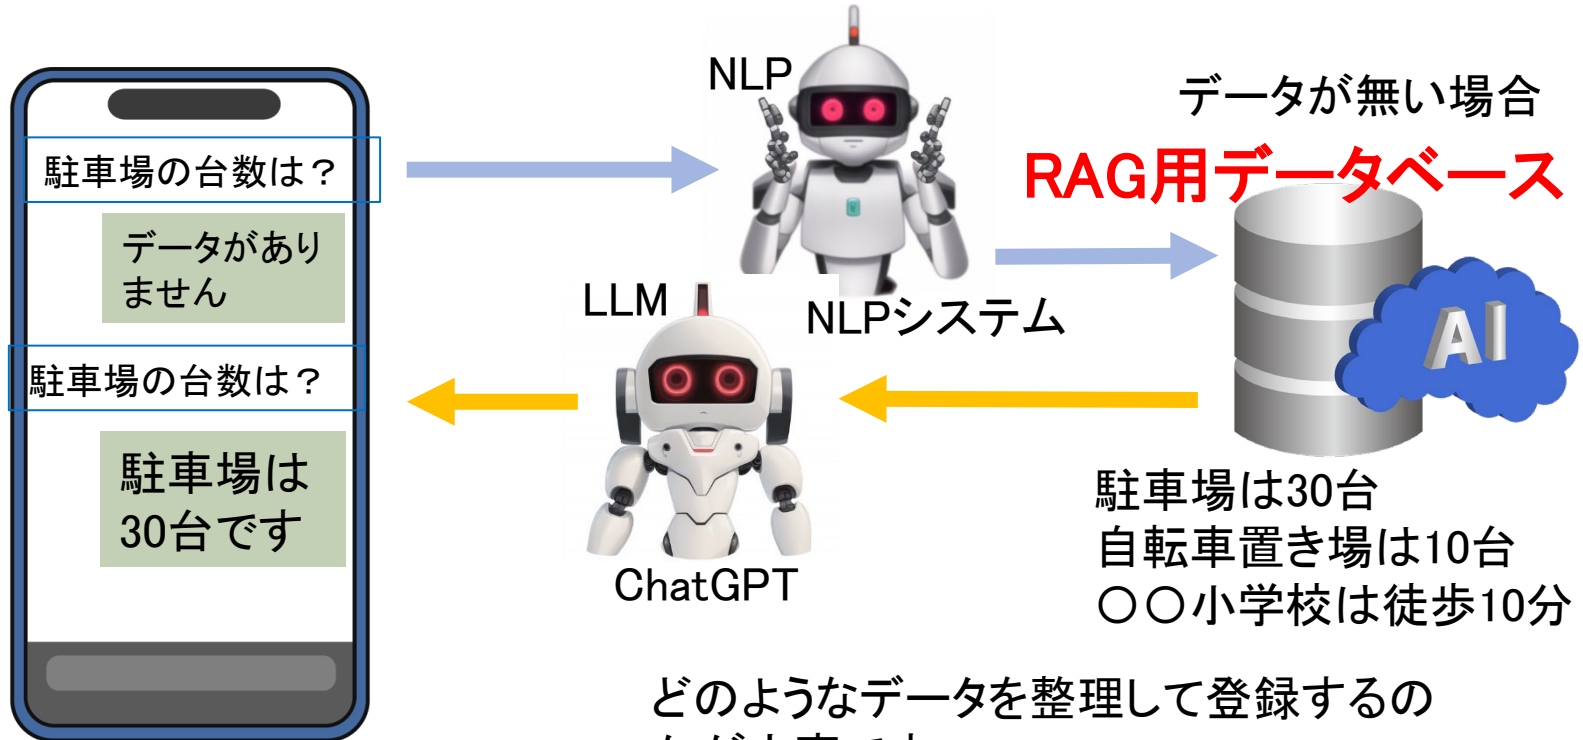 駐車場の台数は？
データがあり
ません
駐車場の台数は？
駐車場は
30台です
NLP
NLPシステム
LLM
ChatGPT
データが無い場合
RAG用データベース
AI
駐車場は30台
自転車置き場は10台
〇〇小学校は徒歩10分
どのようなデータを整理して登録するの